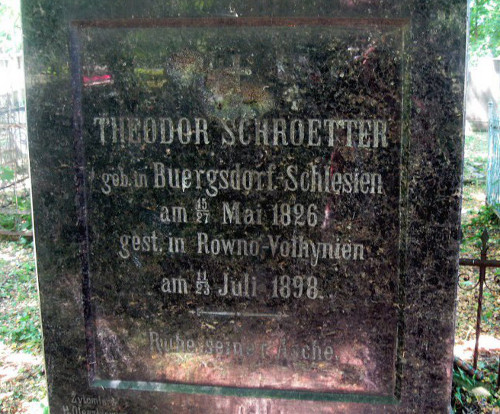 THEODOR SCHROETTER
geb. in Buergsdorf-Schlesien
am 15/27 Mai 1826
gest. in Rowno-Volhynien
am 11/23 Juli 1898.
Ruhe seiner Asche
Zytomierz